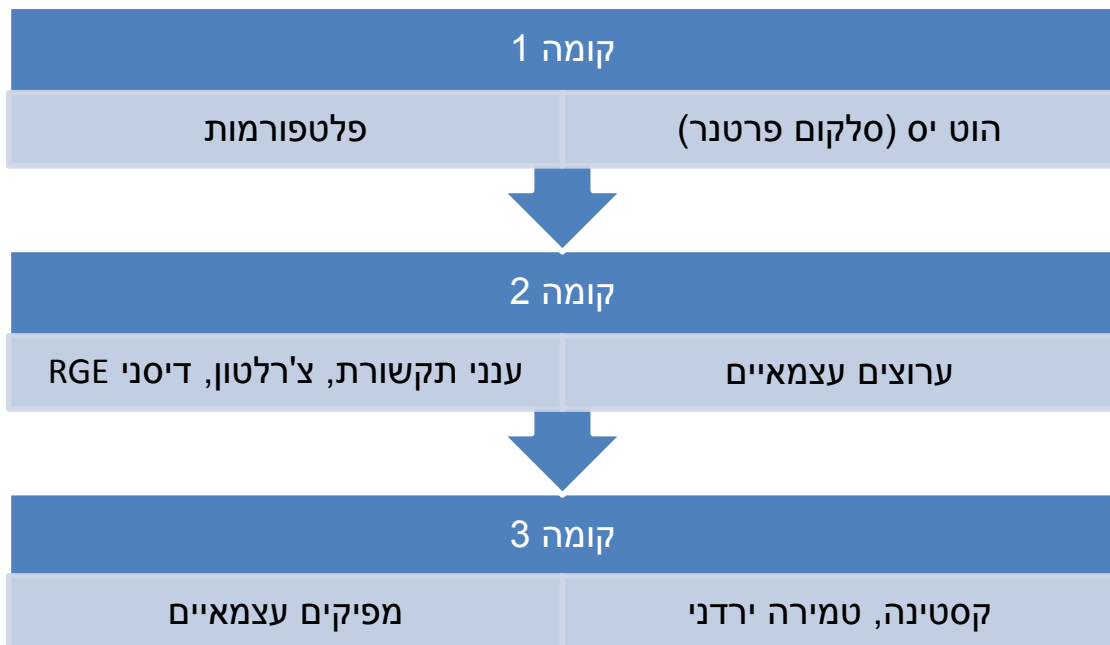 קומה 1
הוט יס (סלקום פרטנר)
פלטפורמות
קומה 2
ערוצים עצמאיים
ענני תקשורת, צ'רלטון, דיסני RGE
קומה 3
קסטינה, טמירה ירדני
מפיקים עצמאיים